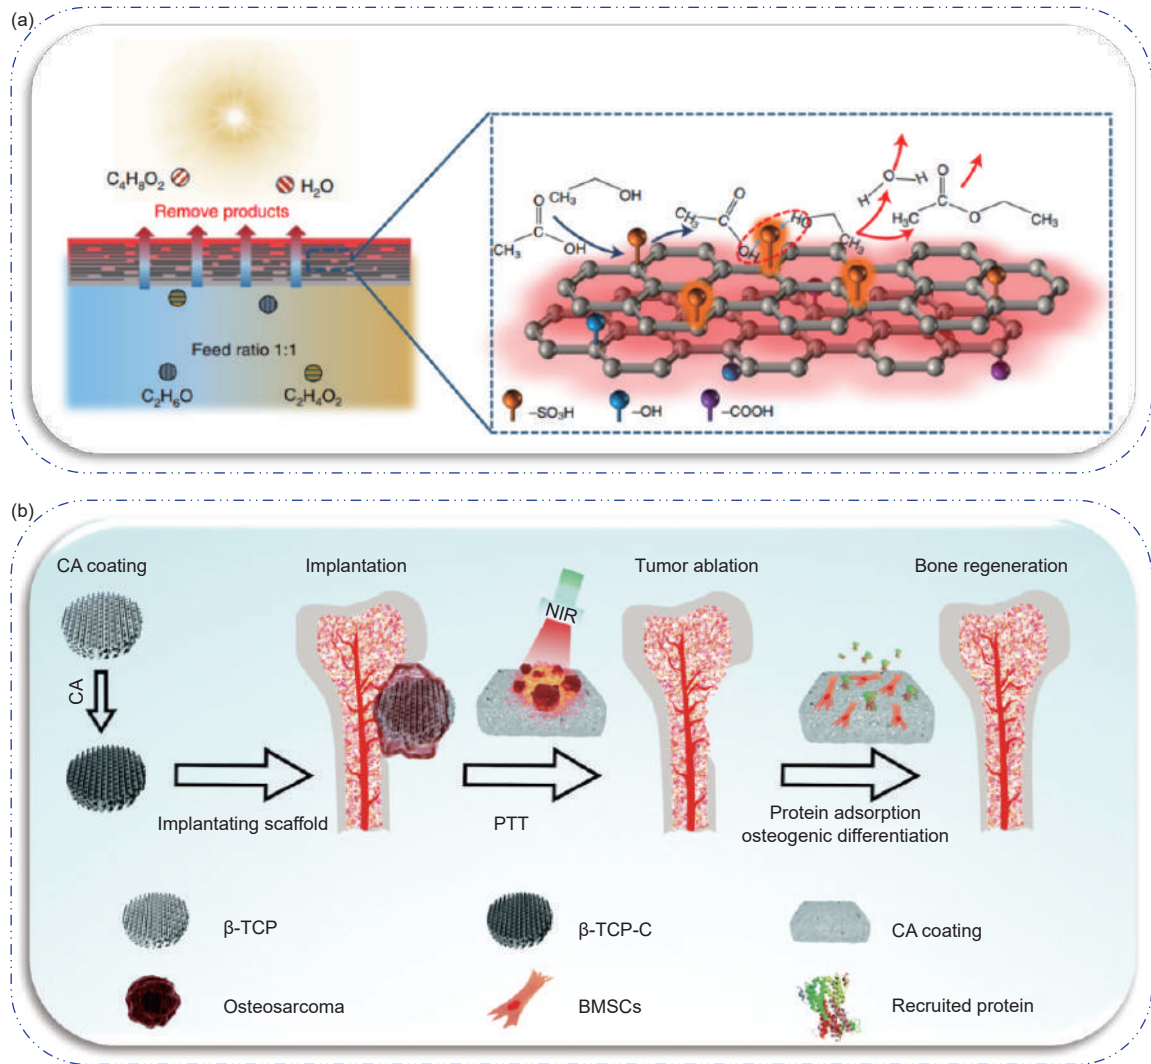 (a)
C₄H₈O₂
H₂O
Remove products
Feed ratio 1:1
C₂H₆O
C₂H₄O₂
CH₃
OH
O
CH₃
OH
CH₃
O
C
OH
HO
CH₃
H
O
H
O
H₃C
O
CH₃
–SO₃H
–OH
–COOH
(b)
CA coating
Implantation
Tumor ablation
Bone regeneration
NIR
CA
Implantating scaffold
PTT
Protein adsorption
osteogenic differentiation
β-TCP
β-TCP-C
CA coating
Osteosarcoma
BMSCs
Recruited protein